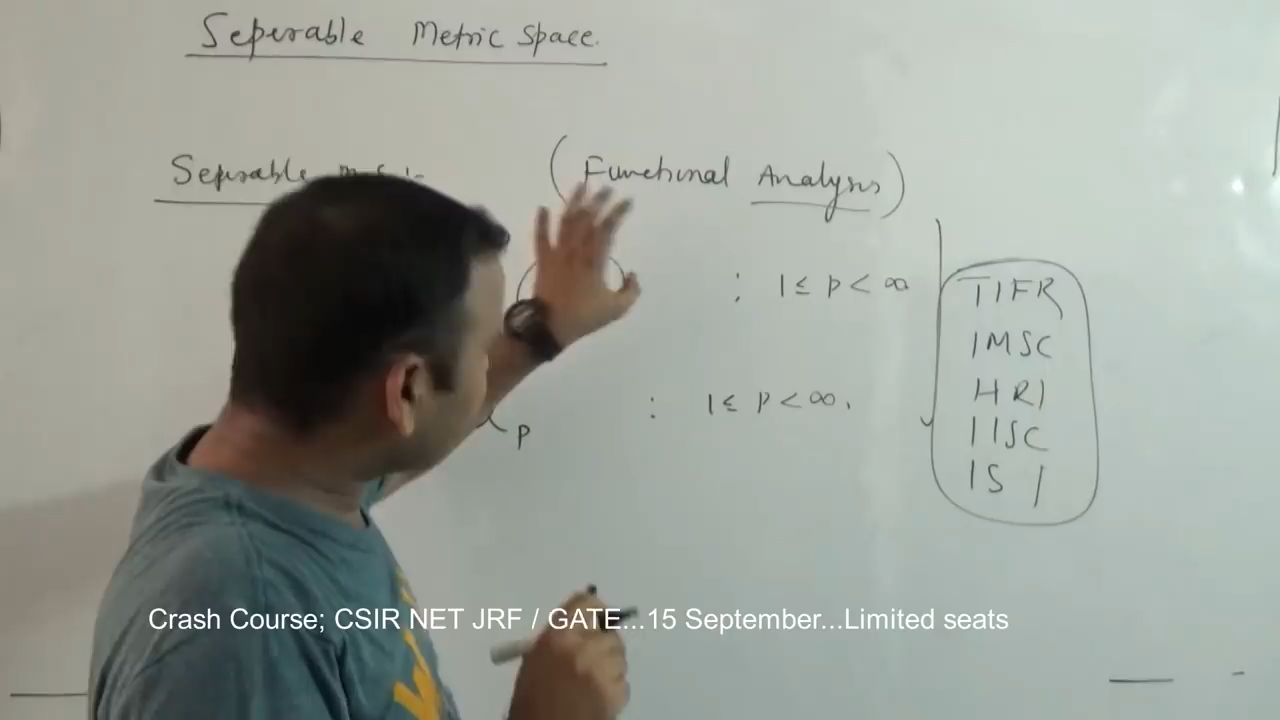 Seperable Metric Space.
Seperable
(Functional Analysis)
: 1 ≤ p < ∞
TIFR
IMSC
p : 1 ≤ p < ∞.
HRI
IISC
ISI
Crash Course; CSIR NET JRF / GATE...15 September...Limited seats